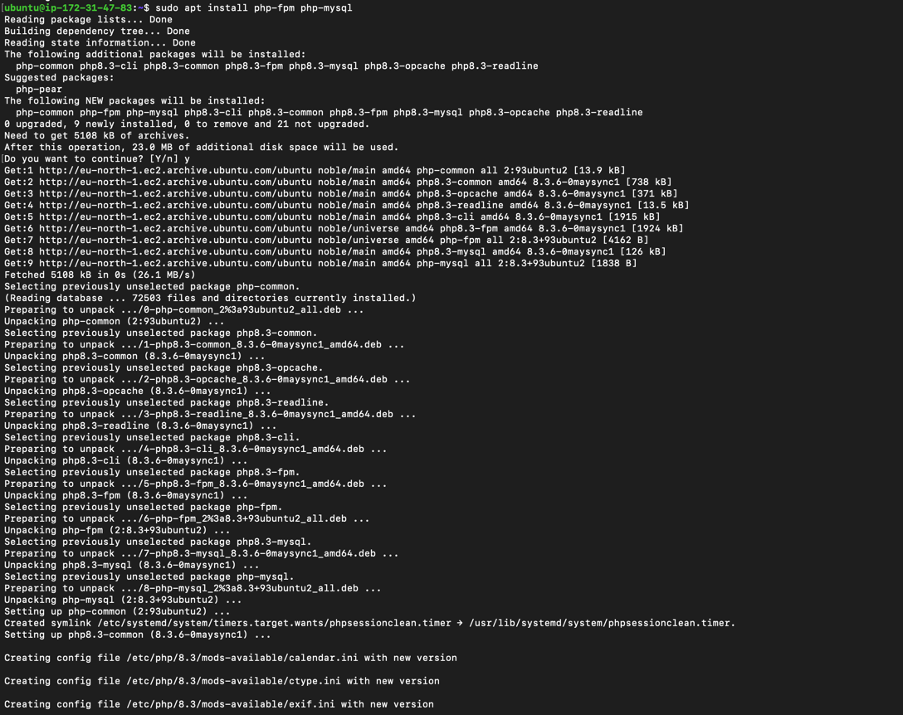 [ubuntu@ip-172-31-47-83:~$ sudo apt install php-fpm php-mysql
Reading package lists... Done
Building dependency tree... Done
Reading state information... Done
The following additional packages will be installed:
  php-common php8.3-cli php8.3-common php8.3-fpm php8.3-mysql php8.3-opcache php8.3-readline
Suggested packages:
  php-pear
The following NEW packages will be installed:
  php-common php-fpm php-mysql php8.3-cli php8.3-common php8.3-fpm php8.3-mysql php8.3-opcache php8.3-readline
0 upgraded, 9 newly installed, 0 to remove and 21 not upgraded.
Need to get 5108 kB of archives.
After this operation, 23.0 MB of additional disk space will be used.
[Do you want to continue? [Y/n] y
Get:1 http://eu-north-1.ec2.archive.ubuntu.com/ubuntu noble/main amd64 php-common all 2:93ubuntu2 [13.9 kB]
Get:2 http://eu-north-1.ec2.archive.ubuntu.com/ubuntu noble/main amd64 php8.3-common amd64 8.3.6-0maysync1 [738 kB]
Get:3 http://eu-north-1.ec2.archive.ubuntu.com/ubuntu noble/main amd64 php8.3-opcache amd64 8.3.6-0maysync1 [371 kB]
Get:4 http://eu-north-1.ec2.archive.ubuntu.com/ubuntu noble/main amd64 php8.3-readline amd64 8.3.6-0maysync1 [13.5 kB]
Get:5 http://eu-north-1.ec2.archive.ubuntu.com/ubuntu noble/main amd64 php8.3-cli amd64 8.3.6-0maysync1 [1915 kB]
Get:6 http://eu-north-1.ec2.archive.ubuntu.com/ubuntu noble/universe amd64 php8.3-fpm amd64 8.3.6-0maysync1 [1924 kB]
Get:7 http://eu-north-1.ec2.archive.ubuntu.com/ubuntu noble/universe amd64 php-fpm all 2:8.3+93ubuntu2 [4162 B]
Get:8 http://eu-north-1.ec2.archive.ubuntu.com/ubuntu noble/main amd64 php8.3-mysql amd64 8.3.6-0maysync1 [126 kB]
Get:9 http://eu-north-1.ec2.archive.ubuntu.com/ubuntu noble/main amd64 php-mysql all 2:8.3+93ubuntu2 [1838 B]
Fetched 5108 kB in 0s (26.1 MB/s)
Selecting previously unselected package php-common.
(Reading database ... 72503 files and directories currently installed.)
Preparing to unpack .../0-php-common_2%3a93ubuntu2_all.deb ...
Unpacking php-common (2:93ubuntu2) ...
Selecting previously unselected package php8.3-common.
Preparing to unpack .../1-php8.3-common_8.3.6-0maysync1_amd64.deb ...
Unpacking php8.3-common (8.3.6-0maysync1) ...
Selecting previously unselected package php8.3-opcache.
Preparing to unpack .../2-php8.3-opcache_8.3.6-0maysync1_amd64.deb ...
Unpacking php8.3-opcache (8.3.6-0maysync1) ...
Selecting previously unselected package php8.3-readline.
Preparing to unpack .../3-php8.3-readline_8.3.6-0maysync1_amd64.deb ...
Unpacking php8.3-readline (8.3.6-0maysync1) ...
Selecting previously unselected package php8.3-cli.
Preparing to unpack .../4-php8.3-cli_8.3.6-0maysync1_amd64.deb ...
Unpacking php8.3-cli (8.3.6-0maysync1) ...
Selecting previously unselected package php8.3-fpm.
Preparing to unpack .../5-php8.3-fpm_8.3.6-0maysync1_amd64.deb ...
Unpacking php8.3-fpm (8.3.6-0maysync1) ...
Selecting previously unselected package php-fpm.
Preparing to unpack .../6-php-fpm_2%3a8.3+93ubuntu2_all.deb ...
Unpacking php-fpm (2:8.3+93ubuntu2) ...
Selecting previously unselected package php8.3-mysql.
Preparing to unpack .../7-php8.3-mysql_8.3.6-0maysync1_amd64.deb ...
Unpacking php8.3-mysql (8.3.6-0maysync1) ...
Selecting previously unselected package php-mysql.
Preparing to unpack .../8-php-mysql_2%3a8.3+93ubuntu2_all.deb ...
Unpacking php-mysql (2:8.3+93ubuntu2) ...
Setting up php-common (2:93ubuntu2) ...
Created symlink /etc/systemd/system/timers.target.wants/phpsessionclean.timer → /usr/lib/systemd/system/phpsessionclean.timer.
Setting up php8.3-common (8.3.6-0maysync1) ...
Creating config file /etc/php/8.3/mods-available/calendar.ini with new version
Creating config file /etc/php/8.3/mods-available/ctype.ini with new version
Creating config file /etc/php/8.3/mods-available/exif.ini with new version